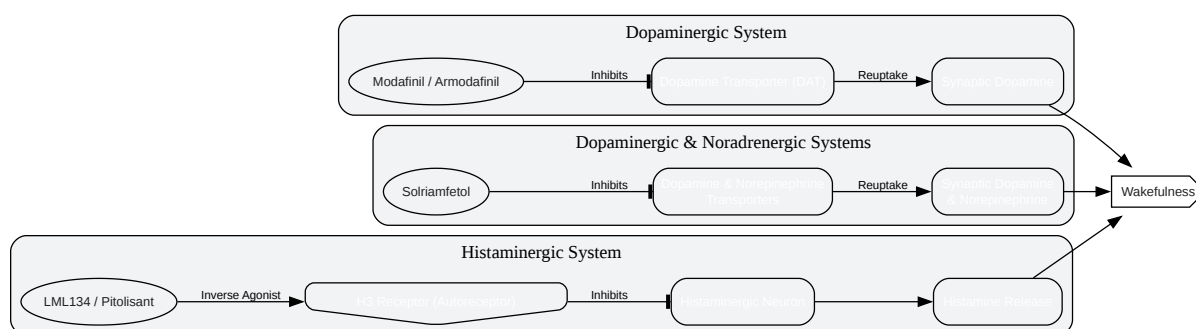 Dopaminergic System
Modafinil / Armodafinil
Inhibits
Dopamine Transporter (DAT)
Reuptake
Synaptic Dopamine
Dopaminergic & Noradrenergic Systems
Solriamfetol
Inhibits
Dopamine & Norepinephrine
Transporters
Reuptake
Synaptic Dopamine
& Norepinephrine
Wakefulness
Histaminergic System
LML134 / Pitolisant
Inverse Agonist
H3 Receptor (Autoreceptor)
Inhibits
Histaminergic Neuron
Histamine Release